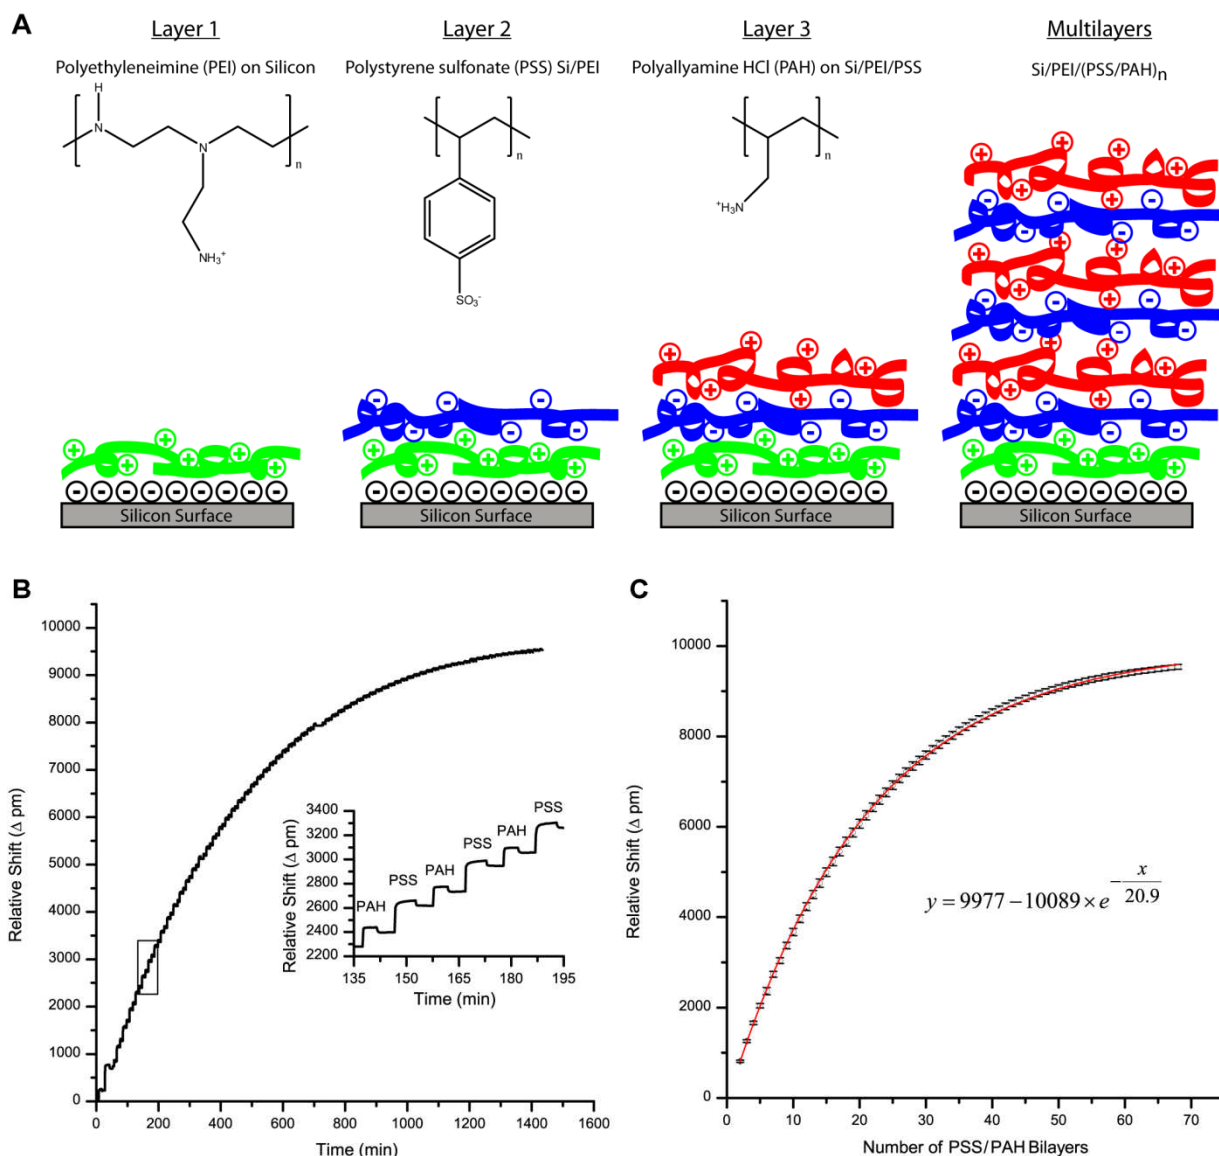 A
Layer 1
Layer 2
Layer 3
Multilayers
Polyethyleneimine (PEI) on Silicon
Polystyrene sulfonate (PSS) Si/PEI
Polyallyamine HCl (PAH) on Si/PEI/PSS
Si/PEI/(PSS/PAH)n
H
N
N
n
NH3+
n
SO3-
n
+H3N
Silicon Surface
Silicon Surface
Silicon Surface
Silicon Surface
B
Relative Shift (Δ pm)
10000
9000
8000
7000
6000
5000
4000
3000
2000
1000
0
0 200 400 600 800 1000 1200 1400 1600
Time (min)
Relative Shift (Δ pm)
3400
3200
3000
2800
2600
2400
2200
PAH PSS PAH PSS PAH PSS
135 150 165 180 195
Time (min)
C
Relative Shift (Δ pm)
10000
8000
6000
4000
2000
0
y = 9977 − 10089 × e^−x/20.9
0 10 20 30 40 50 60 70
Number of PSS/PAH Bilayers